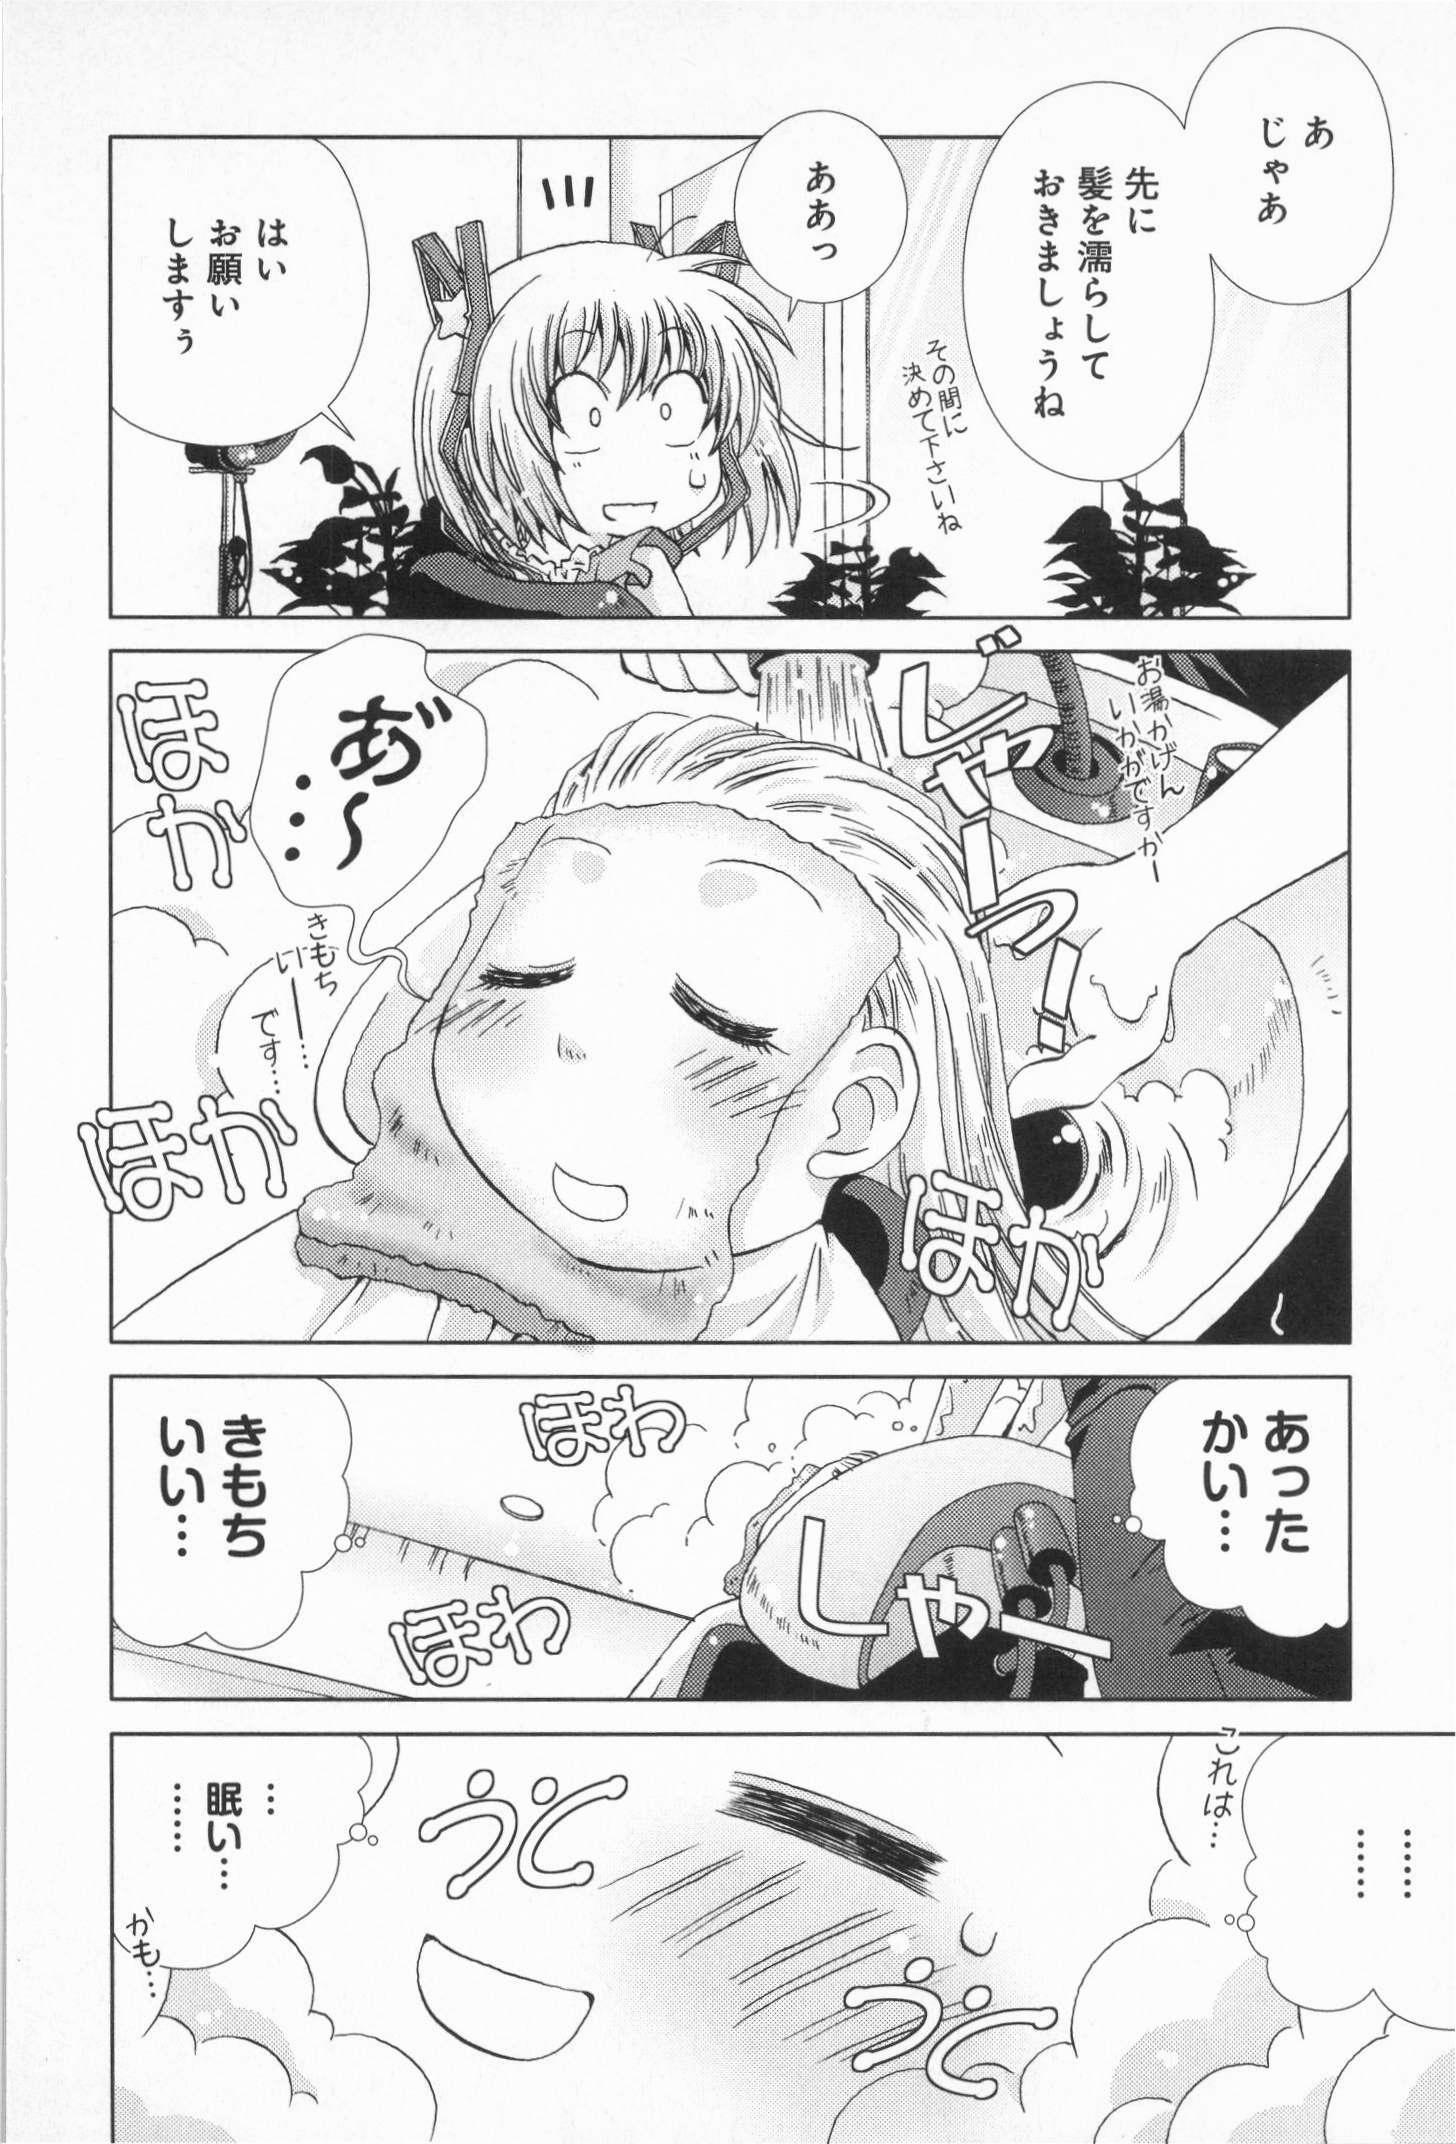 あ
じゃあ
先に
髪を濡らして
おきましょうね
その間に
決めて下さいね
ああっ
はい
お願い
しますぅ
お湯かげん
いかがですかー
じゃーっ!
あ゛〜…
きもち
いー…
です…
ほか
ほか
ほか
あった
かい…
しゃー
ほわ
ほわ
きもち
いい…
……
……
これは…
うと
うと
…
眠い…
……
かも…